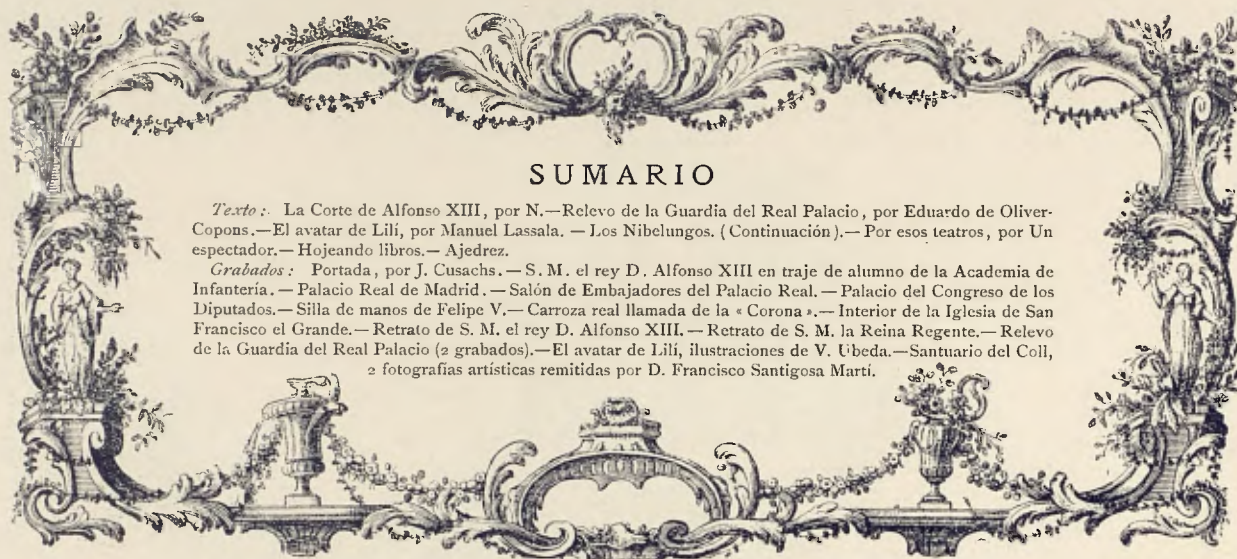 SUMARIO
Texto: La Corte de Alfonso XIII, por N.—Relevo de la Guardia del Real Palacio, por Eduardo de Oliver-
Copons.—El avatar de Lilí, por Manuel Lassala. — Los Nibelungos. (Continuación).— Por esos teatros, por Un
espectador.— Hojeando libros.— Ajedrez.
Grabados: Portada, por J. Cusachs.— S. M. el rey D. Alfonso XIII en traje de alumno de la Academia de
Infantería.— Palacio Real de Madrid.— Salón de Embajadores del Palacio Real.— Palacio del Congreso de los
Diputados.— Silla de manos de Felipe V.— Carroza real llamada de la « Corona ».— Interior de la Iglesia de San
Francisco el Grande.— Retrato de S. M. el rey D. Alfonso XIII.— Retrato de S. M. la Reina Regente.— Relevo
de la Guardia del Real Palacio (2 grabados).—El avatar de Lilí, ilustraciones de V. Ubeda.—Santuario del Coll,
2 fotografías artísticas remitidas por D. Francisco Santigosa Martí.